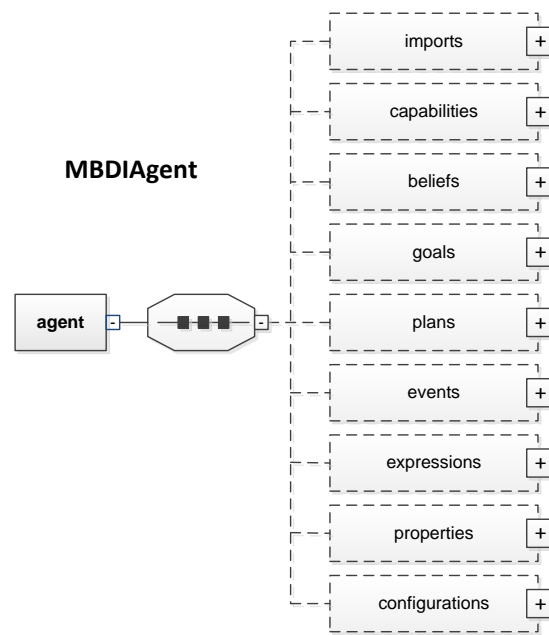 imports
+
capabilities
+
MBDIAgent
beliefs
+
goals
+
agent
-
-
plans
+
events
+
expressions
+
properties
+
configurations
+